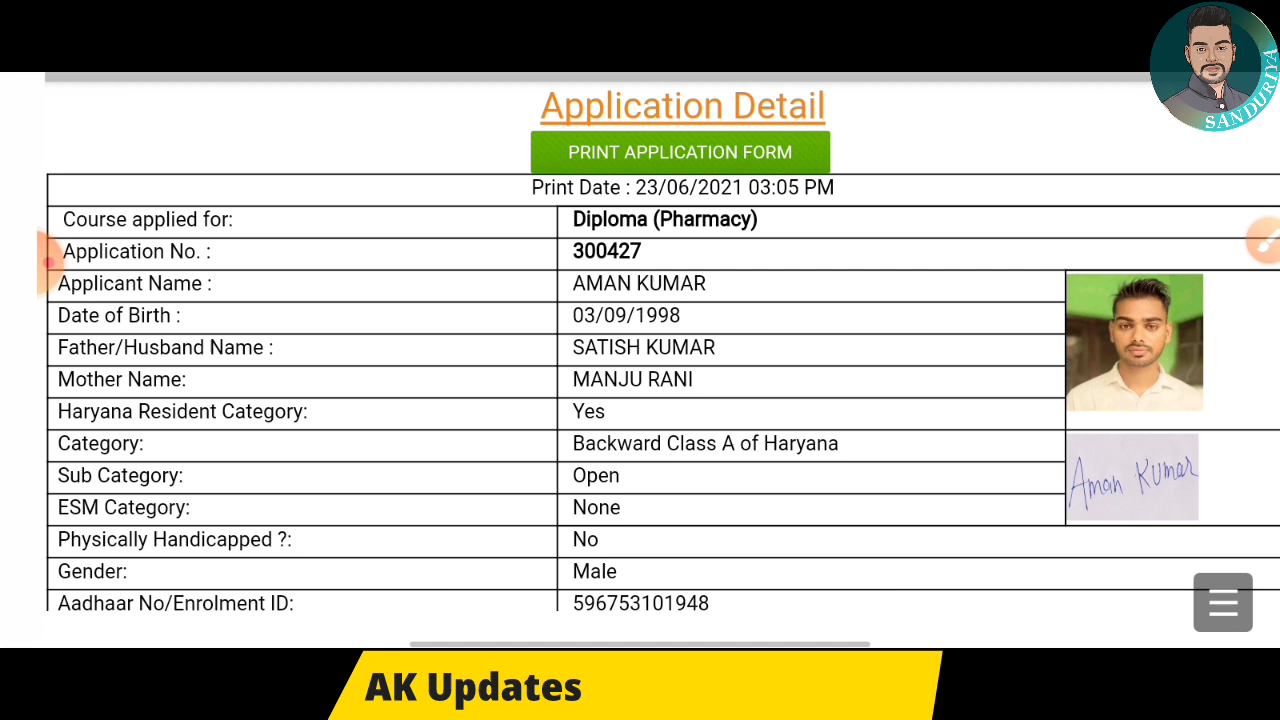 SANDURIYA
Application Detail
PRINT APPLICATION FORM
Print Date : 23/06/2021 03:05 PM
Course applied for: Diploma (Pharmacy)
Application No. : 300427
Applicant Name : AMAN KUMAR
Date of Birth : 03/09/1998
Father/Husband Name : SATISH KUMAR
Mother Name: MANJU RANI
Haryana Resident Category: Yes
Category: Backward Class A of Haryana
Aman Kumar
Sub Category: Open
ESM Category: None
Physically Handicapped ?: No
Gender: Male
Aadhaar No/Enrolment ID: 596753101948
AK Updates